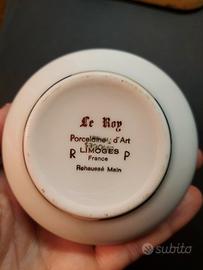 Le Roy
Porcelaine d'Art
LIMOGES
R P
France
Rehaussé Main
subito